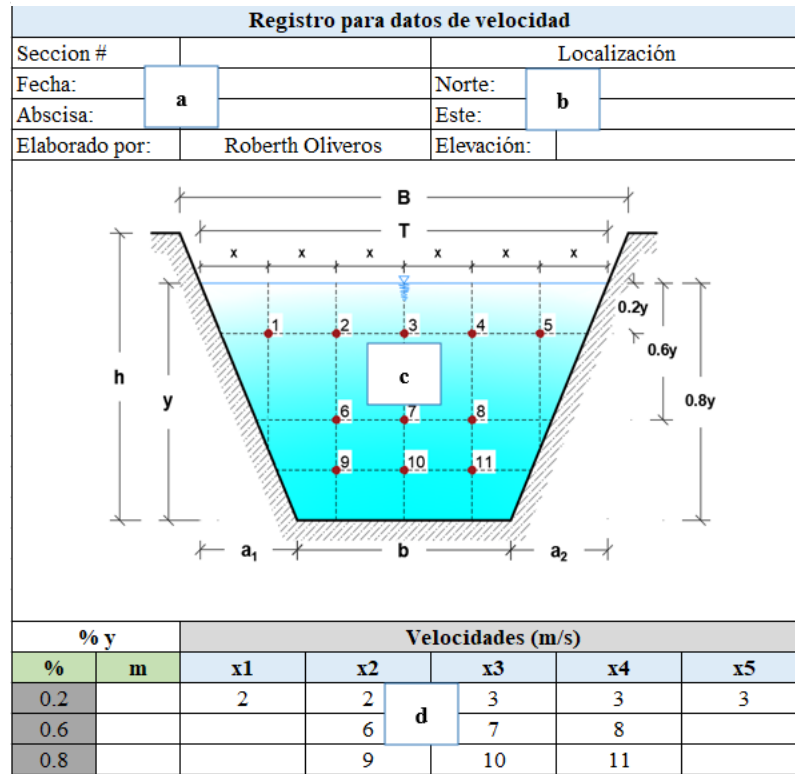 Registro para datos de velocidad
Seccion #
Localización
Fecha:
Norte:
a
b
Abscisa:
Este:
Elaborado por: Roberth Oliveros Elevación:
B
T
x x x x x x
0.2y
1 2 3 4 5
0.6y
h
c
y
0.8y
6 7 8
9 10 11
a1 b a2
% y Velocidades (m/s)
% m x1 x2 x3 x4 x5
0.2 2 2 3 3 3
d
0.6 6 7 8
0.8 9 10 11